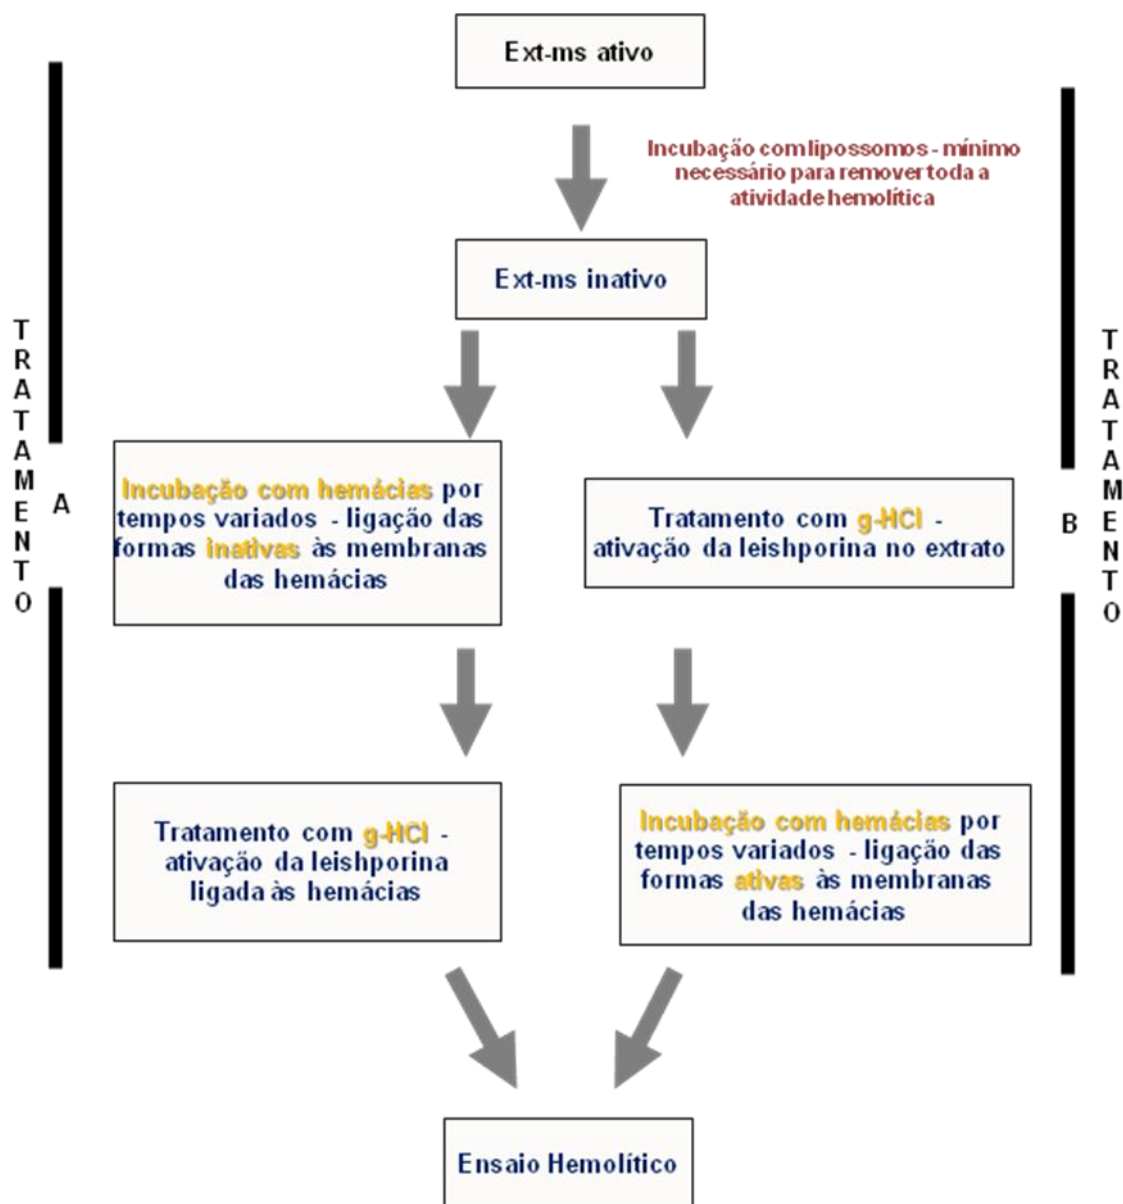 Ext-ms ativo
Incubação com lipossomos - mínimo
necessário para remover toda a
atividade hemolítica
Ext-ms inativo
TRATAMENTO
A
Incubação com hemácias por
tempos variados - ligação das
formas inativas às membranas
das hemácias
Tratamento com g-HCl -
ativação da leishporina no extrato
B
TRATAMENTO
Tratamento com g-HCl -
ativação da leishporina
ligada às hemácias
Incubação com hemácias por
tempos variados - ligação das
formas ativas às membranas
das hemácias
Ensaio Hemolítico